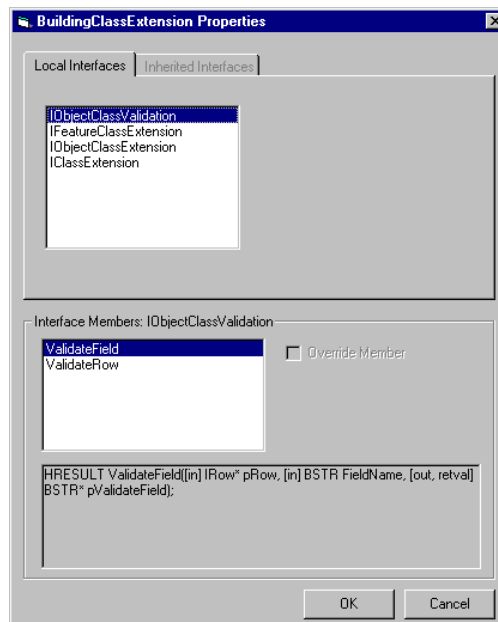 BuildingClassExtension Properties
Local Interfaces
Inherited Interfaces
IObjectClassValidation
IFeatureClassExtension
IObjectClassExtension
IClassExtension
Interface Members: IObjectClassValidation
ValidateField
ValidateRow
Override Member
HRESULT ValidateField([in] IRow* pRow, [in] BSTR FieldName, [out, retval]
BSTR* pValidateField);
OK
Cancel